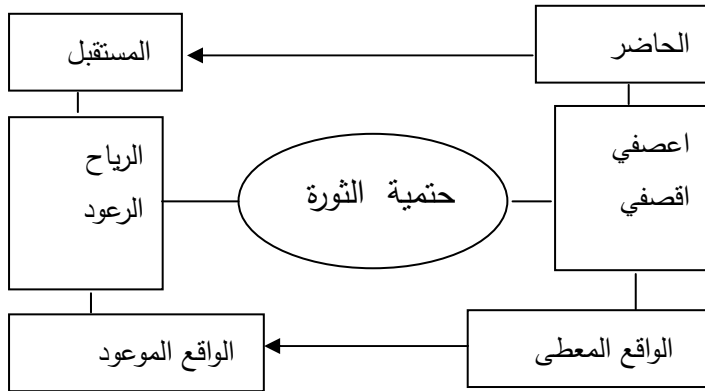 الحاضر
المستقبل
اعصفي
اقصفي
حتمية الثورة
الرياح
الرعود
الواقع المعطى
الواقع الموعود